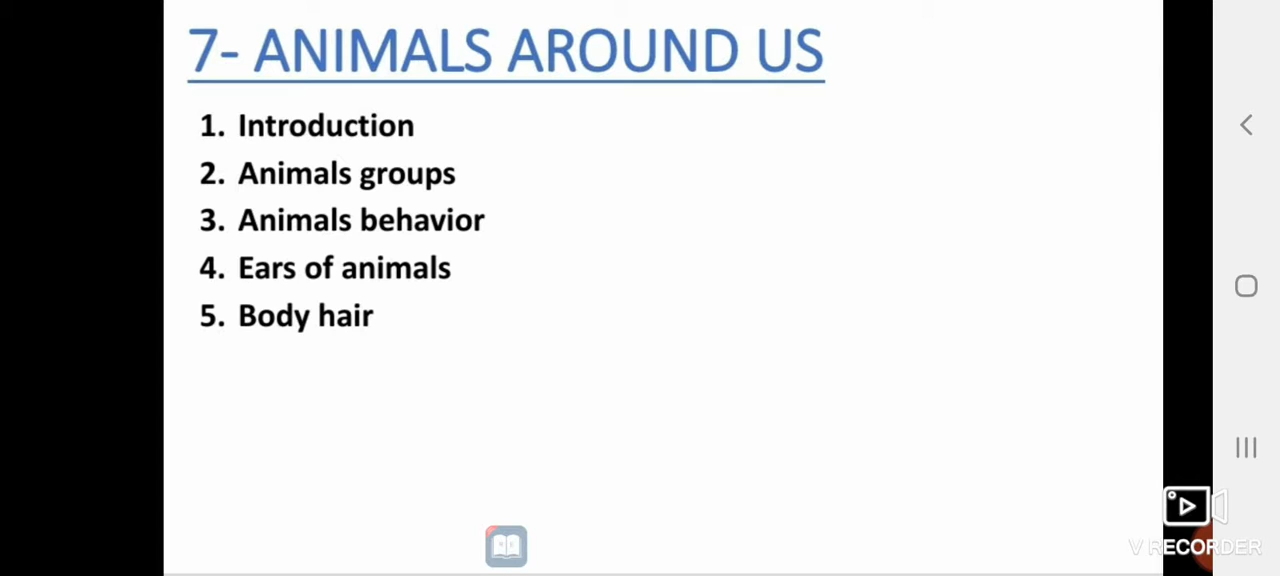 7- ANIMALS AROUND US
1. Introduction
2. Animals groups
3. Animals behavior
4. Ears of animals
5. Body hair
V RECORDER